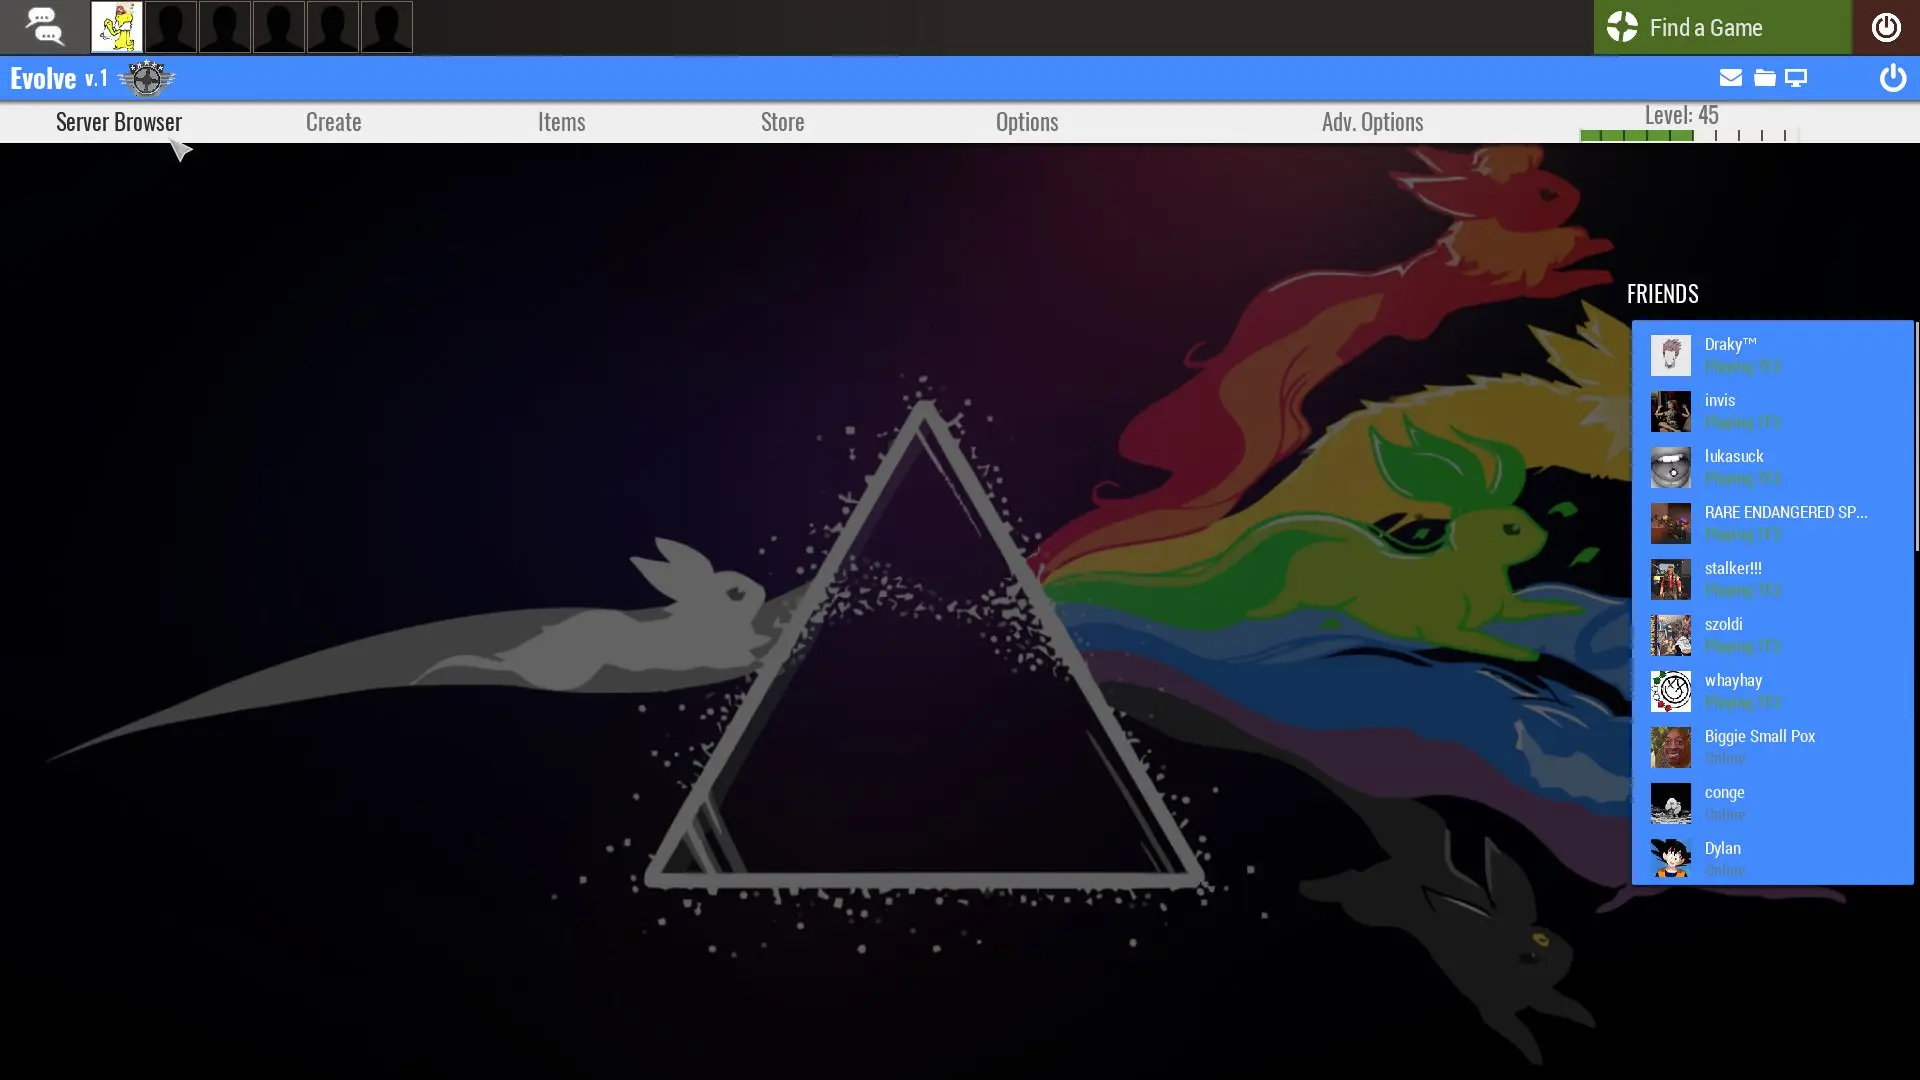 Find a Game
Evolve v.1
Server Browser
Create
Items
Store
Options
Adv. Options
Level: 45
FRIENDS
Draky™
Playing TF2
invis
Playing TF2
lukasuck
Playing TF2
RARE ENDANGERED SP...
Playing TF2
stalker!!!
Playing TF2
szoldi
Playing TF2
whayhay
Playing TF2
Biggie Small Pox
Online
conge
Online
Dylan
Online